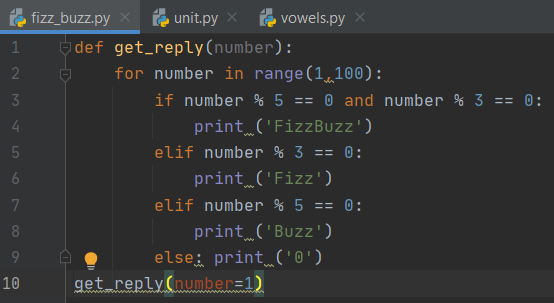 fizz_buzz.py unit.py vowels.py
1 def get_reply(number):
2 for number in range(1,100):
3 if number % 5 == 0 and number % 3 == 0:
4 print ('FizzBuzz')
5 elif number % 3 == 0:
6 print ('Fizz')
7 elif number % 5 == 0:
8 print ('Buzz')
9 else: print ('0')
10 get_reply(number=1)